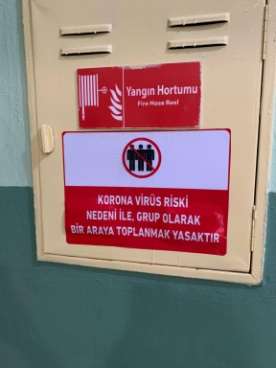 Yangın Hortumu
Fire Hose Reel
KORONA VİRÜS RİSKİ
NEDENİ İLE, GRUP OLARAK
BİR ARAYA TOPLANMAK YASAKTIR